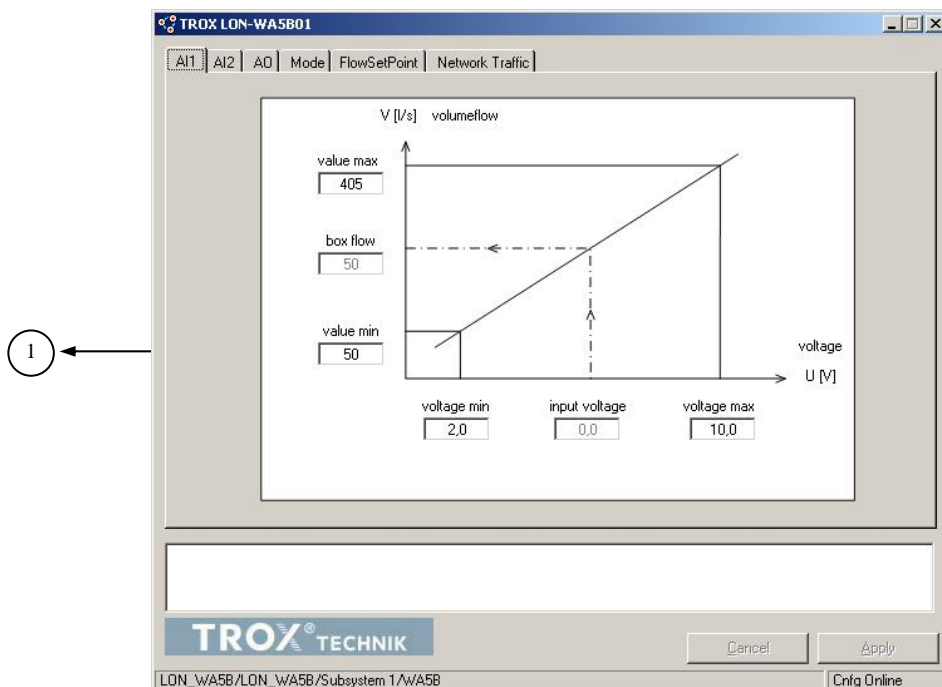 TROX LON-WA5B01
AI1 AI2 AO Mode FlowSetPoint Network Traffic
V [l/s] volumeflow
value max
405
box flow
50
value min
50
1
voltage
U [V]
voltage min input voltage voltage max
2,0 0,0 10,0
TROX® TECHNIK
Cancel Apply
LON_WA5B/LON_WA5B/Subsystem 1/WA5B Cnfg Online